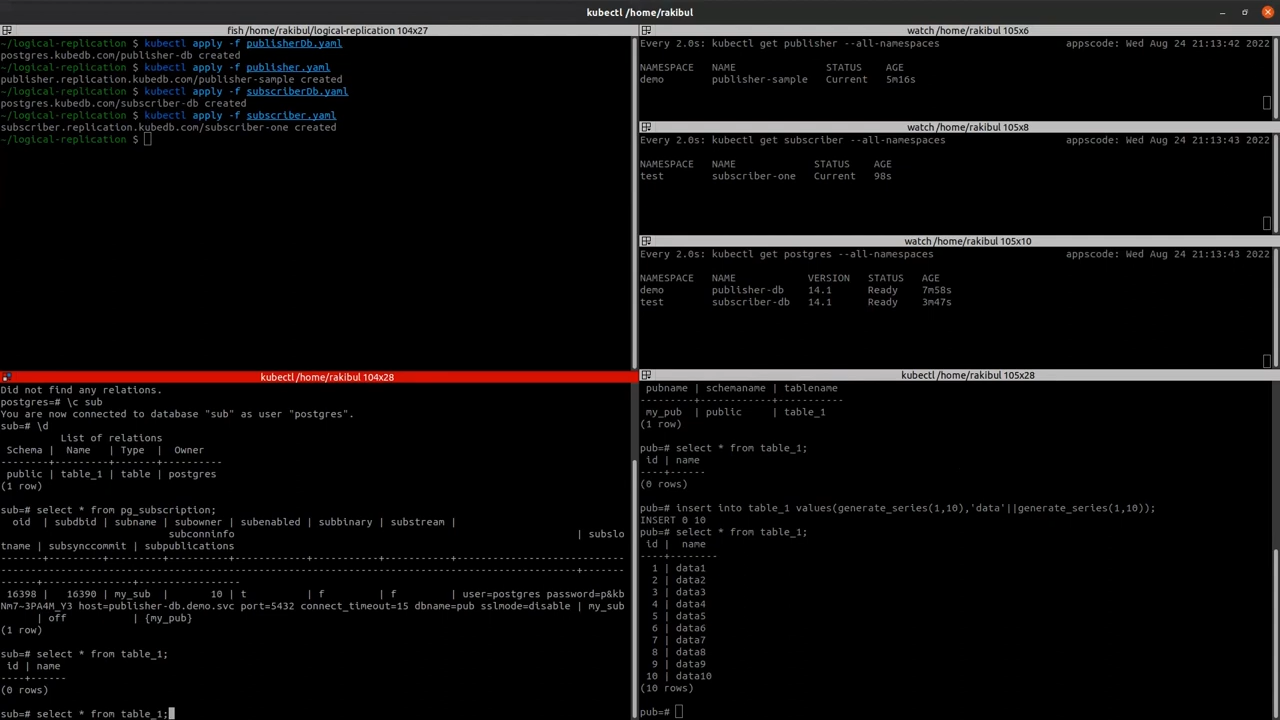 kubectl /home/rakibul
fish /home/rakibul/logical-replication 104x27
~/logical-replication $ kubectl apply -f publisherDb.yaml
postgres.kubedb.com/publisher-db created
~/logical-replication $ kubectl apply -f publisher.yaml
publisher.replication.kubedb.com/publisher-sample created
~/logical-replication $ kubectl apply -f subscriberDb.yaml
postgres.kubedb.com/subscriber-db created
~/logical-replication $ kubectl apply -f subscriber.yaml
subscriber.replication.kubedb.com/subscriber-one created
~/logical-replication $
watch /home/rakibul 105x6
Every 2.0s: kubectl get publisher --all-namespaces appscode: Wed Aug 24 21:13:42 2022
NAMESPACE NAME STATUS AGE
demo publisher-sample Current 5m16s
watch /home/rakibul 105x8
Every 2.0s: kubectl get subscriber --all-namespaces appscode: Wed Aug 24 21:13:43 2022
NAMESPACE NAME STATUS AGE
test subscriber-one Current 98s
watch /home/rakibul 105x10
Every 2.0s: kubectl get postgres --all-namespaces appscode: Wed Aug 24 21:13:43 2022
NAMESPACE NAME VERSION STATUS AGE
demo publisher-db 14.1 Ready 7m58s
test subscriber-db 14.1 Ready 3m47s
kubectl /home/rakibul 104x28
Did not find any relations.
postgres=# \c sub
You are now connected to database "sub" as user "postgres".
sub=# \d
List of relations
Schema | Name | Type | Owner
--------+---------+-------+----------
public | table_1 | table | postgres
(1 row)
sub=# select * from pg_subscription;
oid | subdbid | subname | subowner | subenabled | subbinary | substream |
subconninfo | subslo
tname | subsynccommit | subpublications
-------+---------+---------+----------+------------+-----------+-----------+----------------------------
------------------------------------------------------------------------------------------------+-------
------+---------------+-----------------
16398 | 16390 | my_sub | 10 | t | f | f | user=postgres password=p&kb
Nm7~3PA4M_Y3 host=publisher-db.demo.svc port=5432 connect_timeout=15 dbname=pub sslmode=disable | my_sub
| off | {my_pub}
(1 row)
sub=# select * from table_1;
id | name
----+------
(0 rows)
sub=# select * from table_1;
kubectl /home/rakibul 105x28
pubname | schemaname | tablename
---------+------------+-----------
my_pub | public | table_1
(1 row)
pub=# select * from table_1;
id | name
----+------
(0 rows)
pub=# insert into table_1 values(generate_series(1,10),'data'||generate_series(1,10));
INSERT 0 10
pub=# select * from table_1;
id | name
----+--------
1 | data1
2 | data2
3 | data3
4 | data4
5 | data5
6 | data6
7 | data7
8 | data8
9 | data9
10 | data10
(10 rows)
pub=#